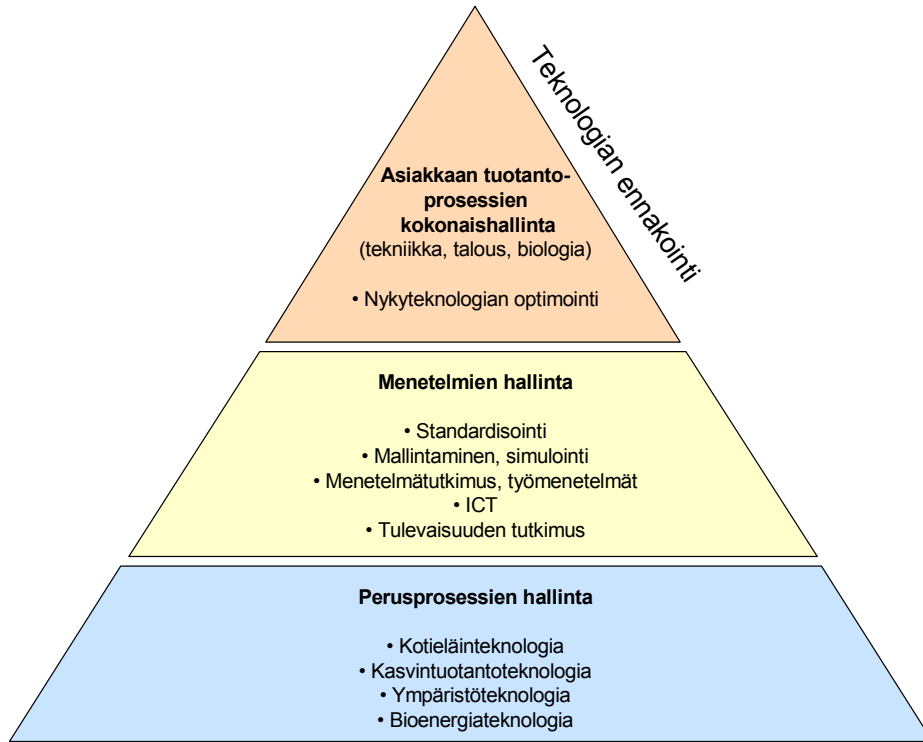 Teknologian ennakointi
Asiakkaan tuotanto-
prosessien
kokonaishallinta
(tekniikka, talous, biologia)
• Nykyteknologian optimointi
Menetelmien hallinta
• Standardisointi
• Mallintaminen, simulointi
• Menetelmätutkimus, työmenetelmät
• ICT
• Tulevaisuuden tutkimus
Perusprosessien hallinta
• Kotieläinteknologia
• Kasvintuotantoteknologia
• Ympäristöteknologia
• Bioenergiateknologia